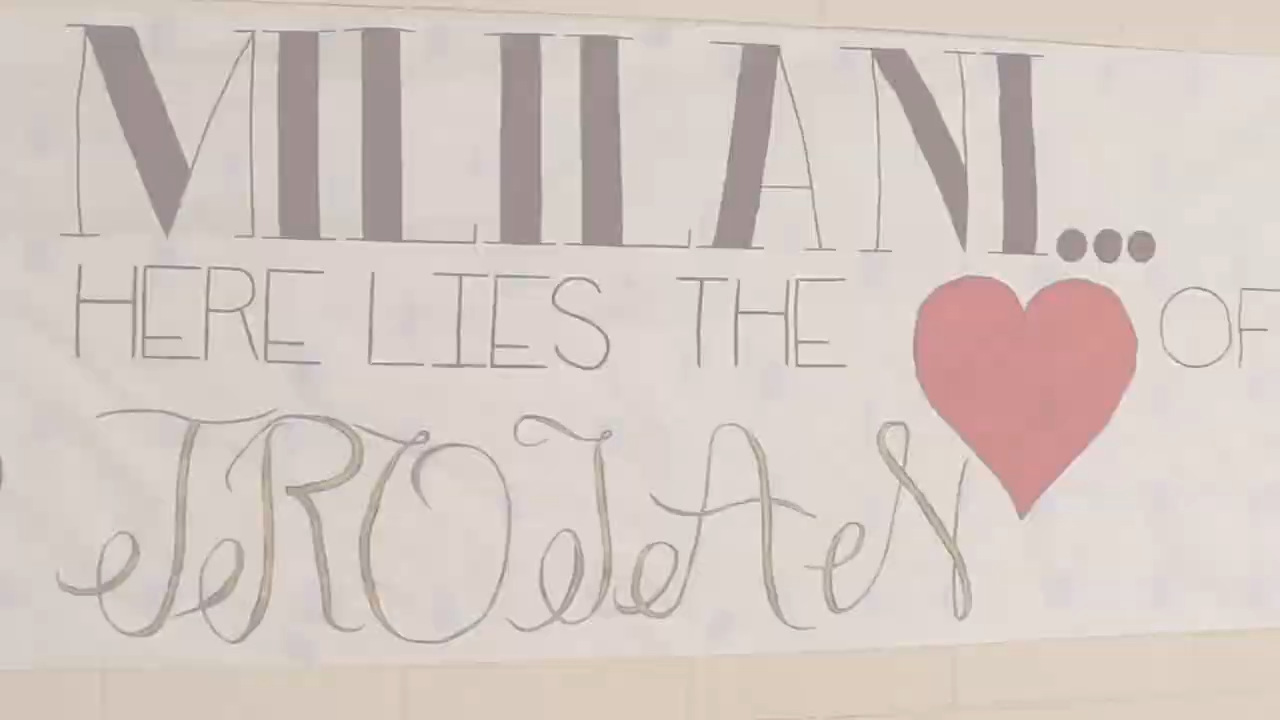 MILILANI...
HERE LIES THE ♥ OF
TROJAN